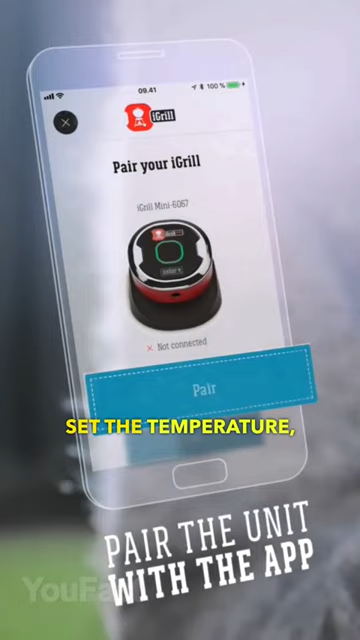 09.41
100 %
iGrill
Pair your iGrill
iGrill Mini-6067
× Not connected
Pair
SET THE TEMPERATURE,
PAIR THE UNIT
WITH THE APP